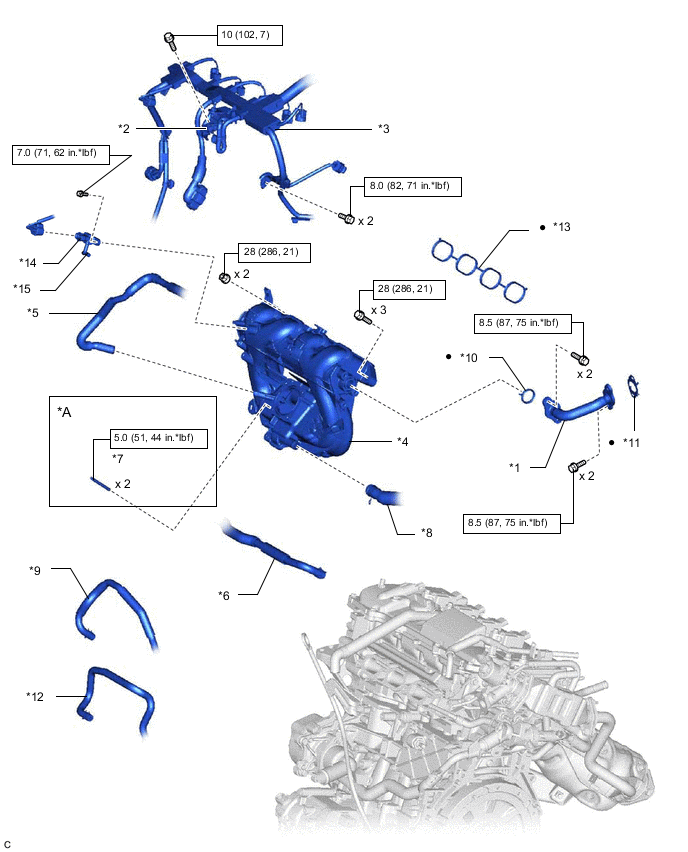 10 (102, 7)
*2
*3
7.0 (71, 62 in.*lbf)
8.0 (82, 71 in.*lbf)
x 2
*14
*15
*13
28 (286, 21)
x 2
28 (286, 21)
x 3
*5
8.5 (87, 75 in.*lbf)
x 2
*10
*A
5.0 (51, 44 in.*lbf)
*7
x 2
*4
*1
*11
x 2
8.5 (87, 75 in.*lbf)
*8
*9
*6
*12
C